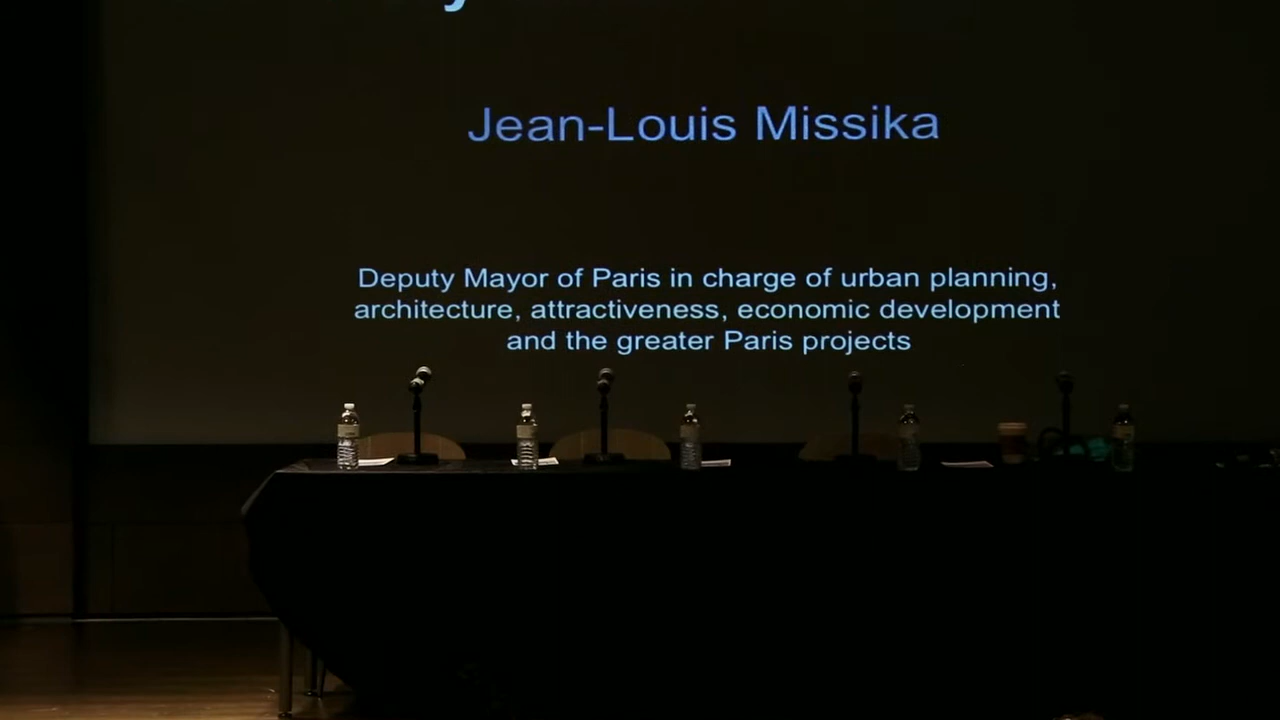 Jean-Louis Missika
Deputy Mayor of Paris in charge of urban planning,
architecture, attractiveness, economic development
and the greater Paris projects